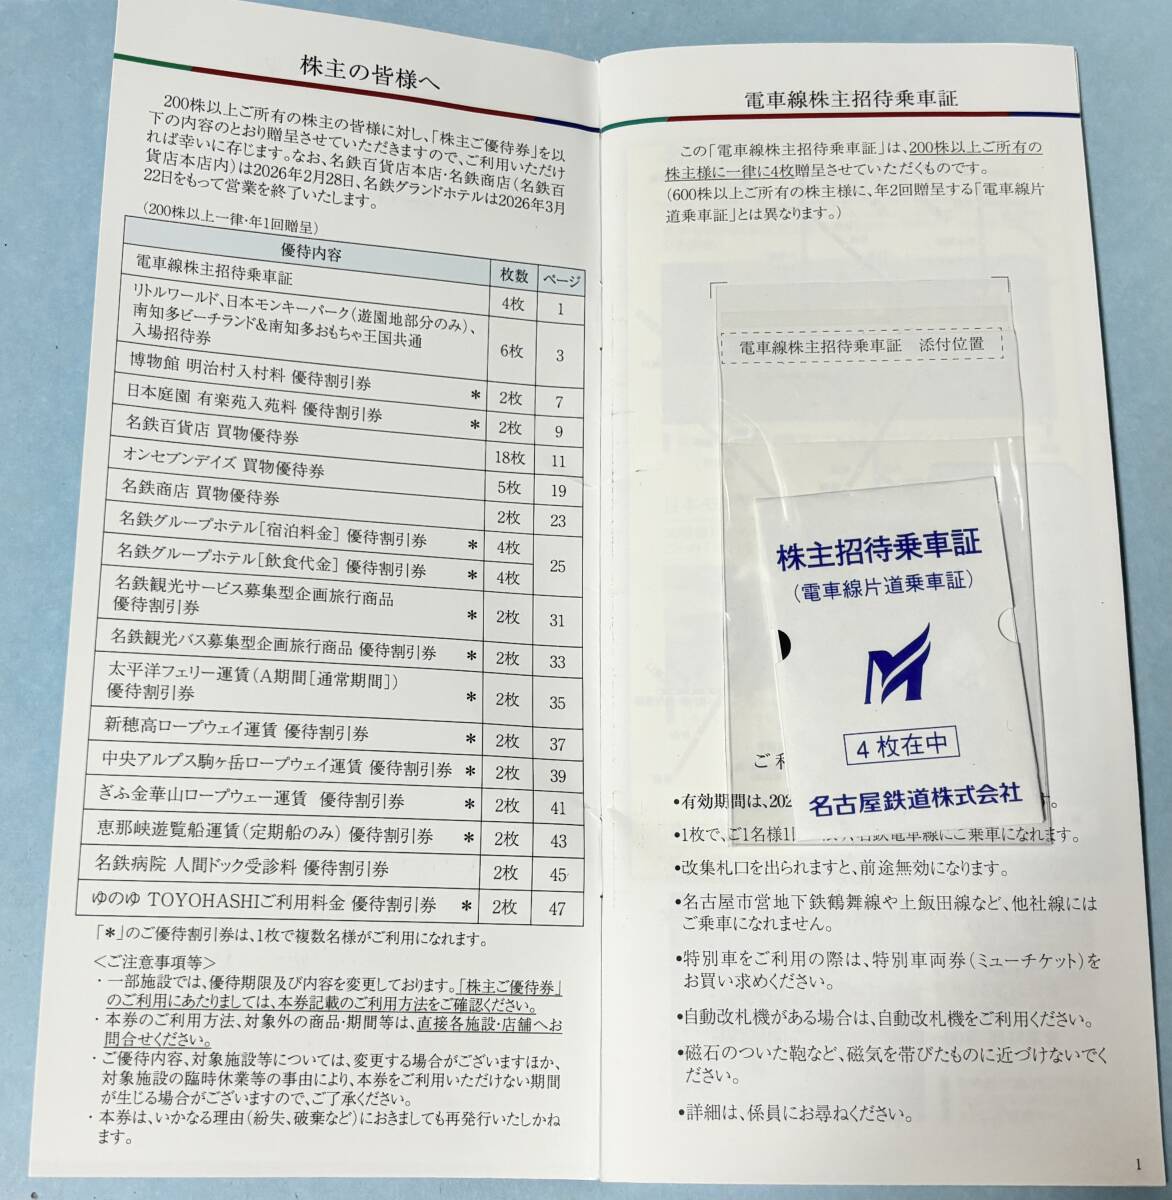 株主の皆様へ
200株以上ご所有の株主の皆様に対し、「株主ご優待券」を以
下の内容のとおり贈呈させていただきますので、ご利用いただけ
れば幸いに存じます。なお、名鉄百貨店本店・名鉄商店(名鉄百
貨店本店内)は2026年2月28日、名鉄グランドホテルは2026年3月
22日をもって営業を終了いたします。
(200株以上一律・年1回贈呈)
優待内容 枚数 ページ
電車線株主招待乗車証 4枚 1
リトルワールド、日本モンキーパーク(遊園地部分のみ)、
南知多ビーチランド&南知多おもちゃ王国共通
入場招待券 6枚 3
博物館 明治村入村料 優待割引券 * 2枚 7
日本庭園 有楽苑入苑料 優待割引券 * 2枚 9
名鉄百貨店 買物優待券 18枚 11
オンセブンデイズ 買物優待券 5枚 19
名鉄商店 買物優待券 2枚 23
名鉄グループホテル[宿泊料金] 優待割引券 * 4枚 25
名鉄グループホテル[飲食代金] 優待割引券 * 4枚
名鉄観光サービス募集型企画旅行商品
優待割引券 * 2枚 31
名鉄観光バス募集型企画旅行商品 優待割引券 * 2枚 33
太平洋フェリー運賃(A期間[通常期間])
優待割引券 * 2枚 35
新穂高ロープウェイ運賃 優待割引券 * 2枚 37
中央アルプス駒ヶ岳ロープウェイ運賃 優待割引券 * 2枚 39
ぎふ金華山ロープウェー運賃 優待割引券 * 2枚 41
恵那峡遊覧船運賃(定期船のみ) 優待割引券 * 2枚 43
名鉄病院 人間ドック受診料 優待割引券 2枚 45
ゆのゆ TOYOHASHIご利用料金 優待割引券 * 2枚 47
「*」のご優待割引券は、1枚で複数名様がご利用になれます。
<ご注意事項等>
・一部施設では、優待期限及び内容を変更しております。「株主ご優待券」
のご利用にあたりましては、本券記載のご利用方法をご確認ください。
・本券のご利用方法、対象外の商品・期間等は、直接各施設・店舗へお
問合せください。
・ご優待内容、対象施設等については、変更する場合がございますほか、
対象施設の臨時休業等の事由により、本券をご利用いただけない期間
が生じる場合がございますので、ご了承ください。
・本券は、いかなる理由(紛失、破棄など)におきましても再発行いたしかね
ます。
電車線株主招待乗車証
この「電車線株主招待乗車証」は、200株以上ご所有の
株主様に一律に4枚贈呈させていただくものです。
(600株以上ご所有の株主様に、年2回贈呈する「電車線片
道乗車証」とは異なります。)
電車線株主招待乗車証 添付位置
株主招待乗車証
(電車線片道乗車証)
4枚在中
名古屋鉄道株式会社
ご利
•有効期間は、202 す。
•1枚で、ご1名様1 名鉄電車線にご乗車になれます。
•改集札口を出られますと、前途無効になります。
•名古屋市営地下鉄鶴舞線や上飯田線など、他社線には
ご乗車になれません。
•特別車をご利用の際は、特別車両券(ミューチケット)を
お買い求めください。
•自動改札機がある場合は、自動改札機をご利用ください。
•磁石のついた鞄など、磁気を帯びたものに近づけないでく
ださい。
•詳細は、係員にお尋ねください。
1